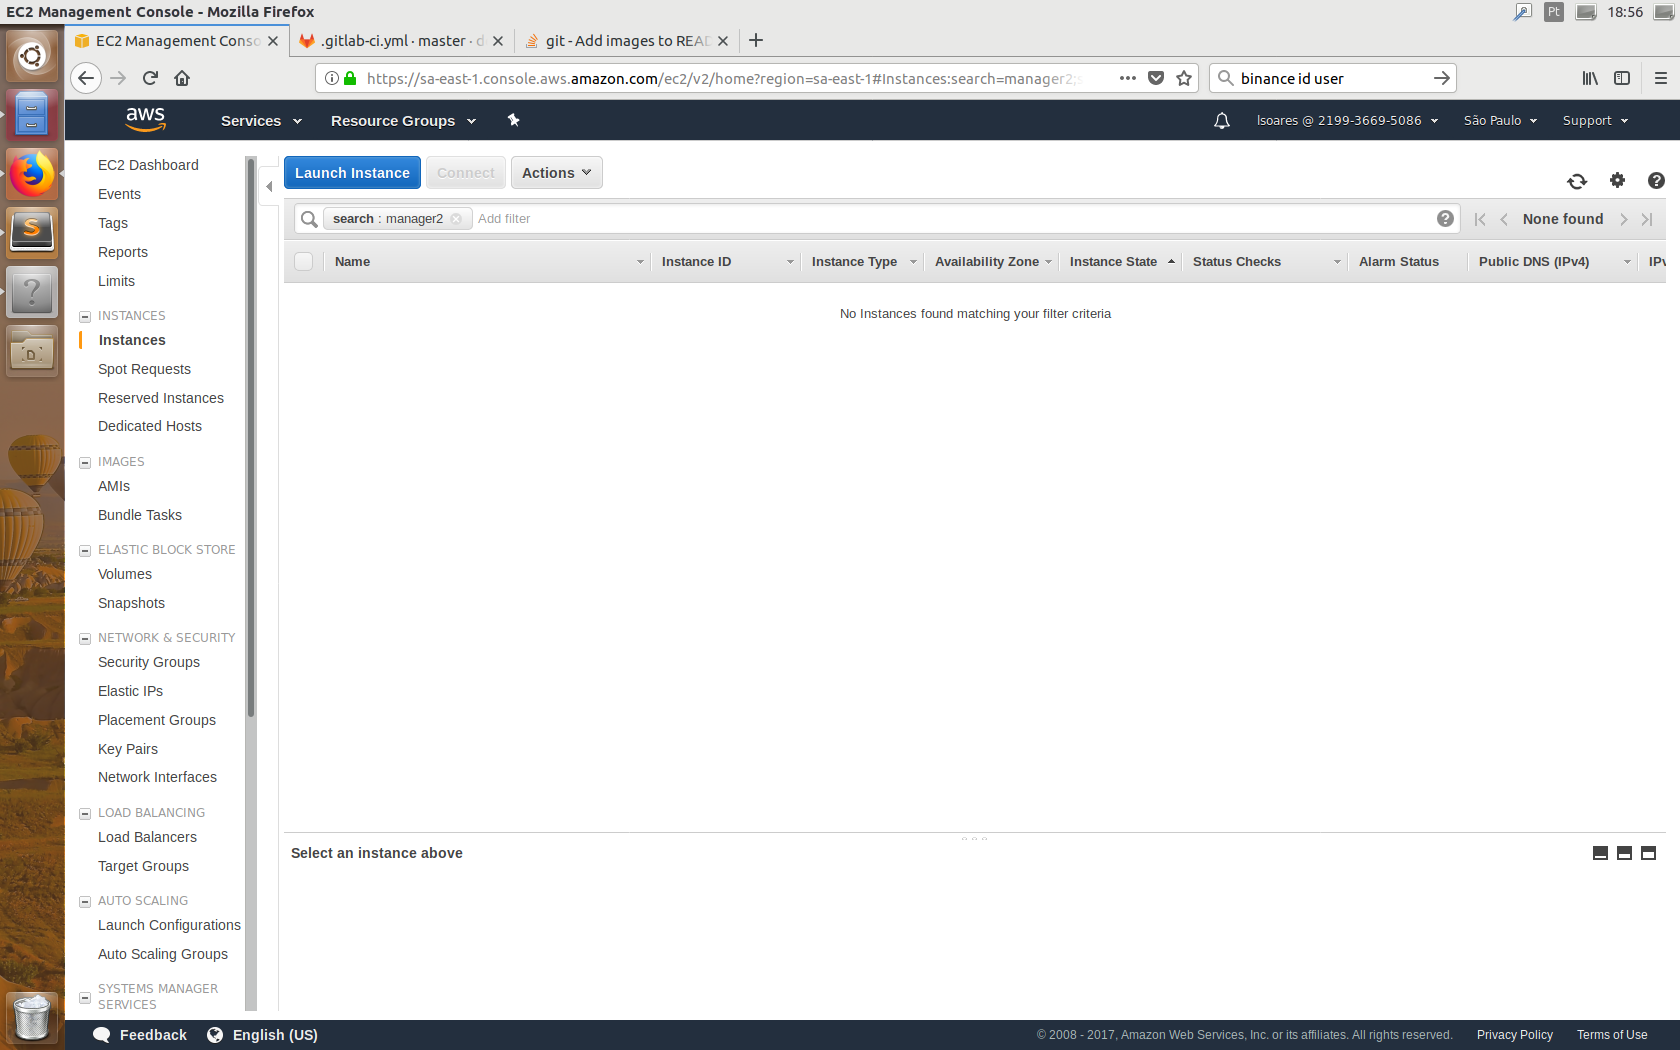 EC2 Management Console - Mozilla Firefox
Pt
18:56
EC2 Management Conso
.gitlab-ci.yml · master · d
git - Add images to READ
https://sa-east-1.console.aws.amazon.com/ec2/v2/home?region=sa-east-1#Instances:search=manager2;
binance id user
aws
Services
Resource Groups
lsoares @ 2199-3669-5086
São Paulo
Support
EC2 Dashboard
Events
Tags
Reports
Limits
INSTANCES
Instances
Spot Requests
Reserved Instances
Dedicated Hosts
IMAGES
AMIs
Bundle Tasks
ELASTIC BLOCK STORE
Volumes
Snapshots
NETWORK & SECURITY
Security Groups
Elastic IPs
Placement Groups
Key Pairs
Network Interfaces
LOAD BALANCING
Load Balancers
Target Groups
AUTO SCALING
Launch Configurations
Auto Scaling Groups
SYSTEMS MANAGER
SERVICES
Launch Instance
Connect
Actions
search : manager2
Add filter
None found
Name
Instance ID
Instance Type
Availability Zone
Instance State
Status Checks
Alarm Status
Public DNS (IPv4)
IPv
No Instances found matching your filter criteria
Select an instance above
Feedback
English (US)
© 2008 - 2017, Amazon Web Services, Inc. or its affiliates. All rights reserved.
Privacy Policy
Terms of Use